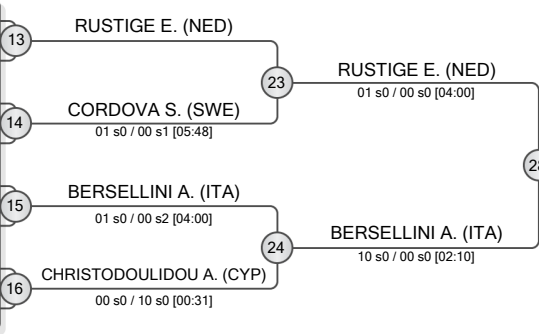 13
RUSTIGE E. (NED)
14
CORDOVA S. (SWE)
01 s0 / 00 s1 [05:48]
23
RUSTIGE E. (NED)
01 s0 / 00 s0 [04:00]
15
BERSELLINI A. (ITA)
01 s0 / 00 s2 [04:00]
16
CHRISTODOULIDOU A. (CYP)
00 s0 / 10 s0 [00:31]
24
BERSELLINI A. (ITA)
10 s0 / 00 s0 [02:10]